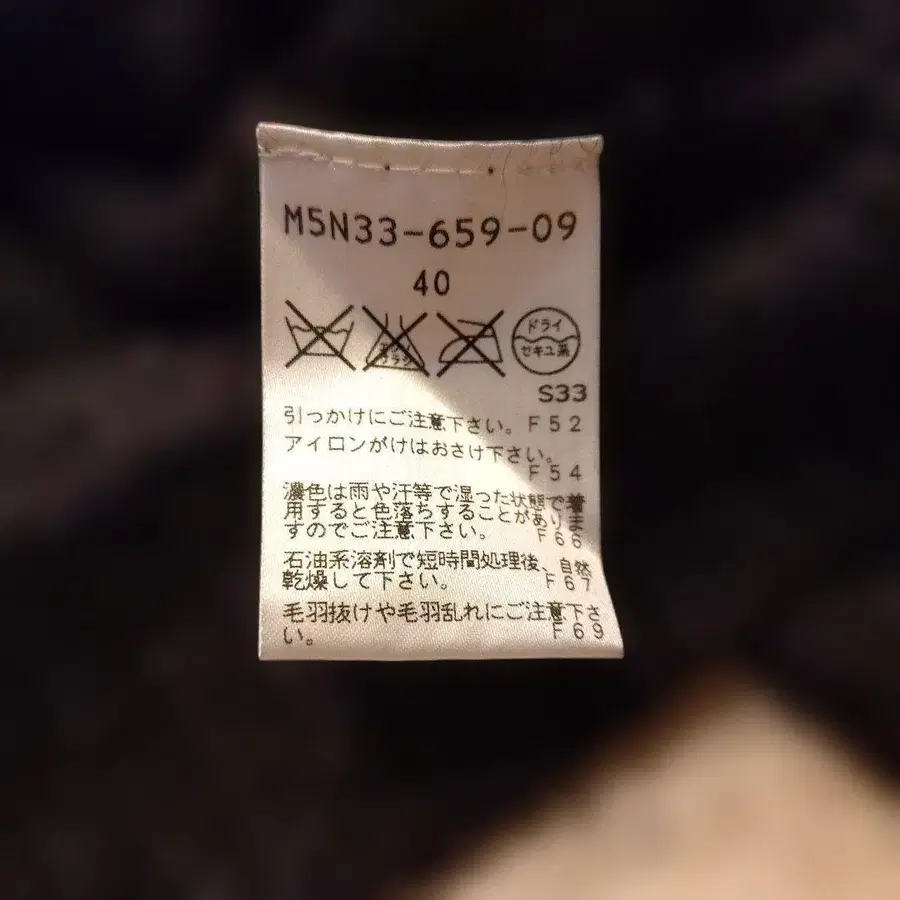 M5N33-659-09
40
エンソ
サラシ
ドライ
セキユ系
S33
引っかけにご注意下さい。F52
アイロンがけはおさけ下さい。
F54
濃色は雨や汗等で湿った状態で着
用すると色落ちすることがありま
すのでご注意下さい。 F66
石油系溶剤で短時間処理後、自然
乾燥して下さい。 F67
毛羽抜けや毛羽乱れにご注意下さ
い。 F69